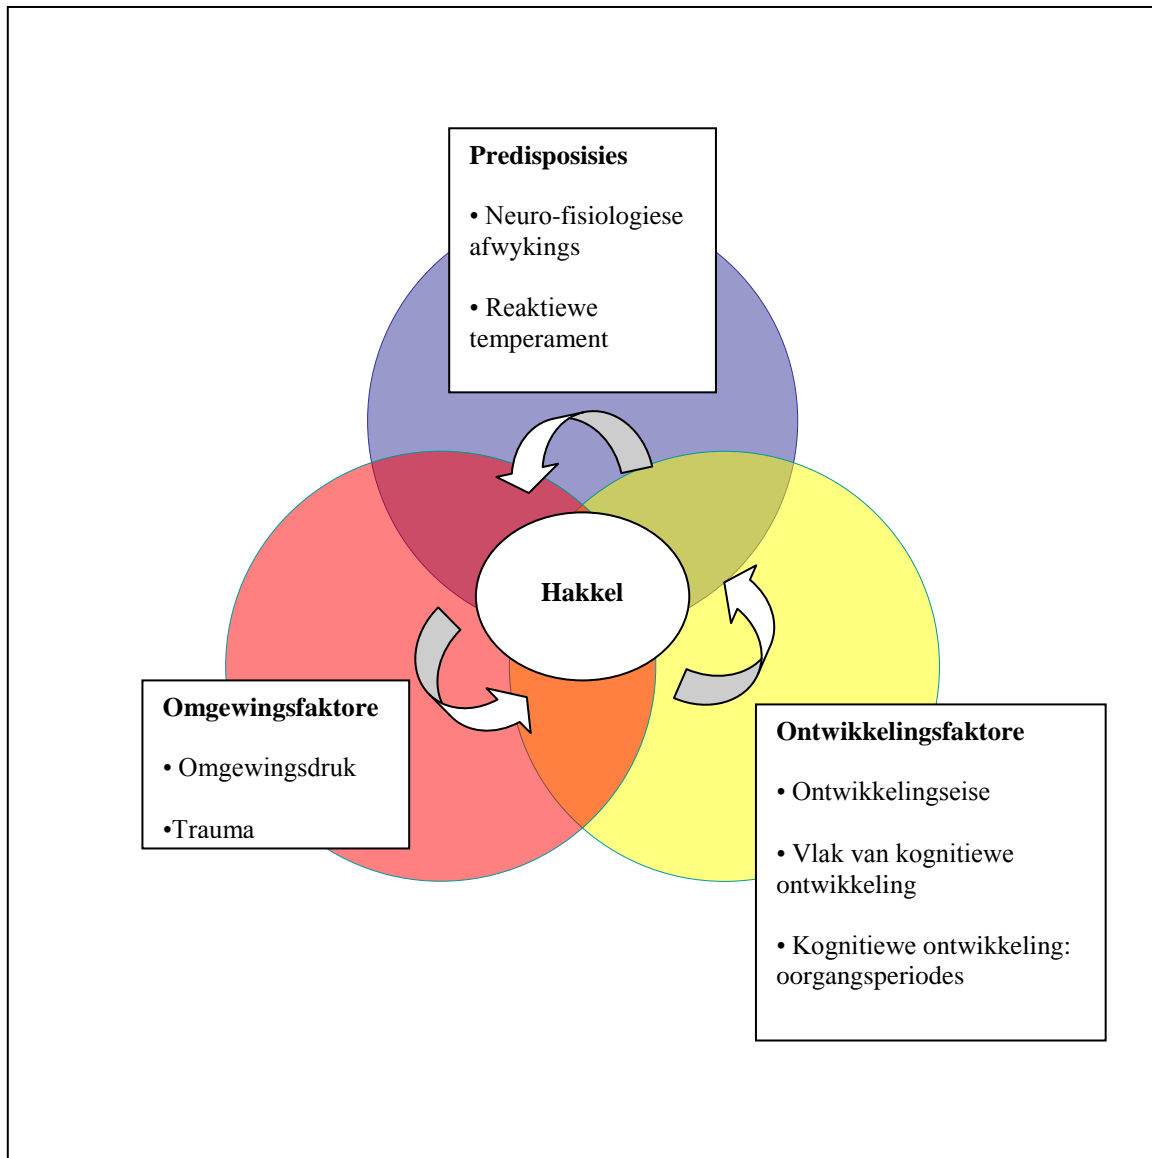 Predisposisies
• Neuro-fisiologiese
afwykings
• Reaktiewe
temperament
Hakkel
Omgewingsfaktore
• Omgewingsdruk
•Trauma
Ontwikkelingsfaktore
• Ontwikkelingseise
• Vlak van kognitiewe
ontwikkeling
• Kognitiewe ontwikkeling:
oorgangsperiodes